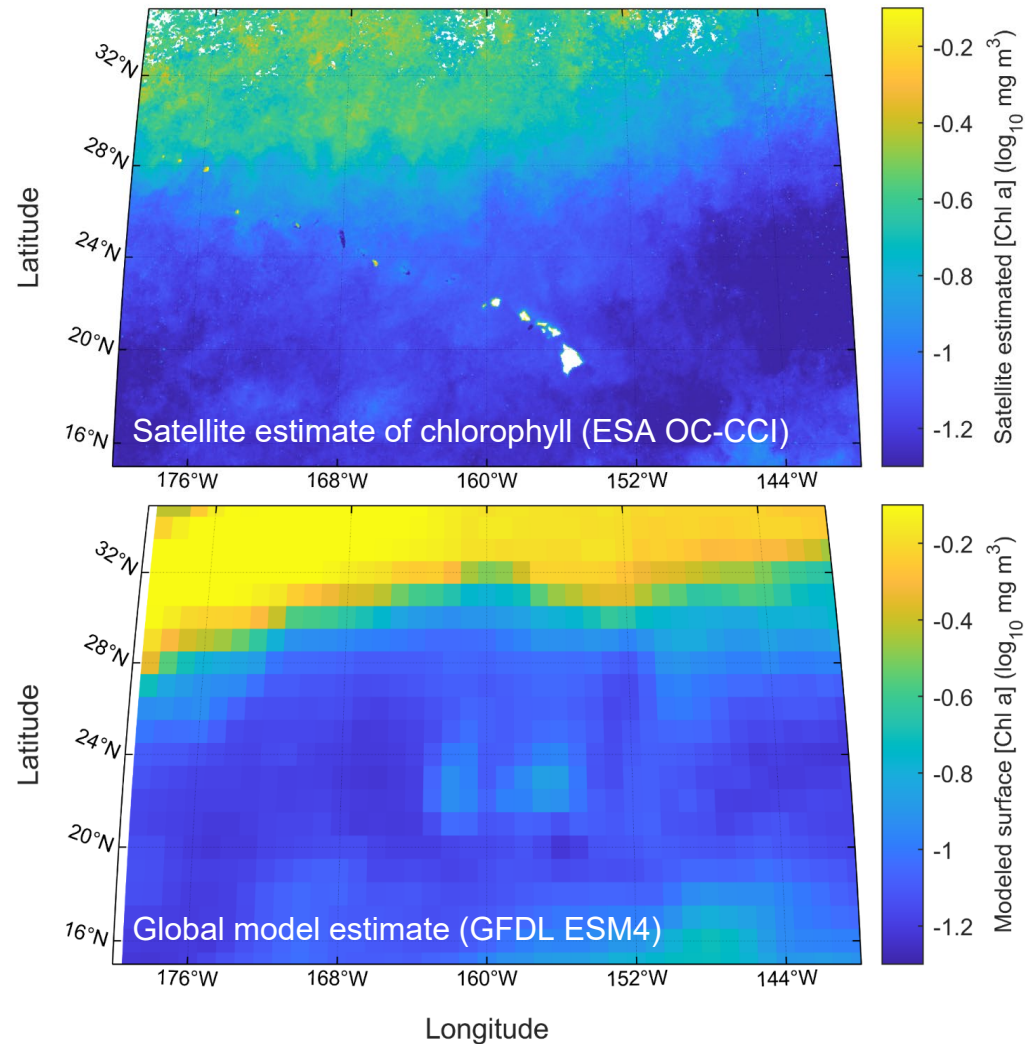 32°N
28°N
24°N
20°N
16°N
Latitude
Satellite estimate of chlorophyll (ESA OC-CCI)
176°W 168°W 160°W 152°W 144°W
-0.2
-0.4
-0.6
-0.8
-1
-1.2
Satellite estimated [Chl a] (log10 mg m3)
32°N
28°N
24°N
20°N
16°N
Latitude
Global model estimate (GFDL ESM4)
176°W 168°W 160°W 152°W 144°W
Longitude
-0.2
-0.4
-0.6
-0.8
-1
-1.2
Modeled surface [Chl a] (log10 mg m3)